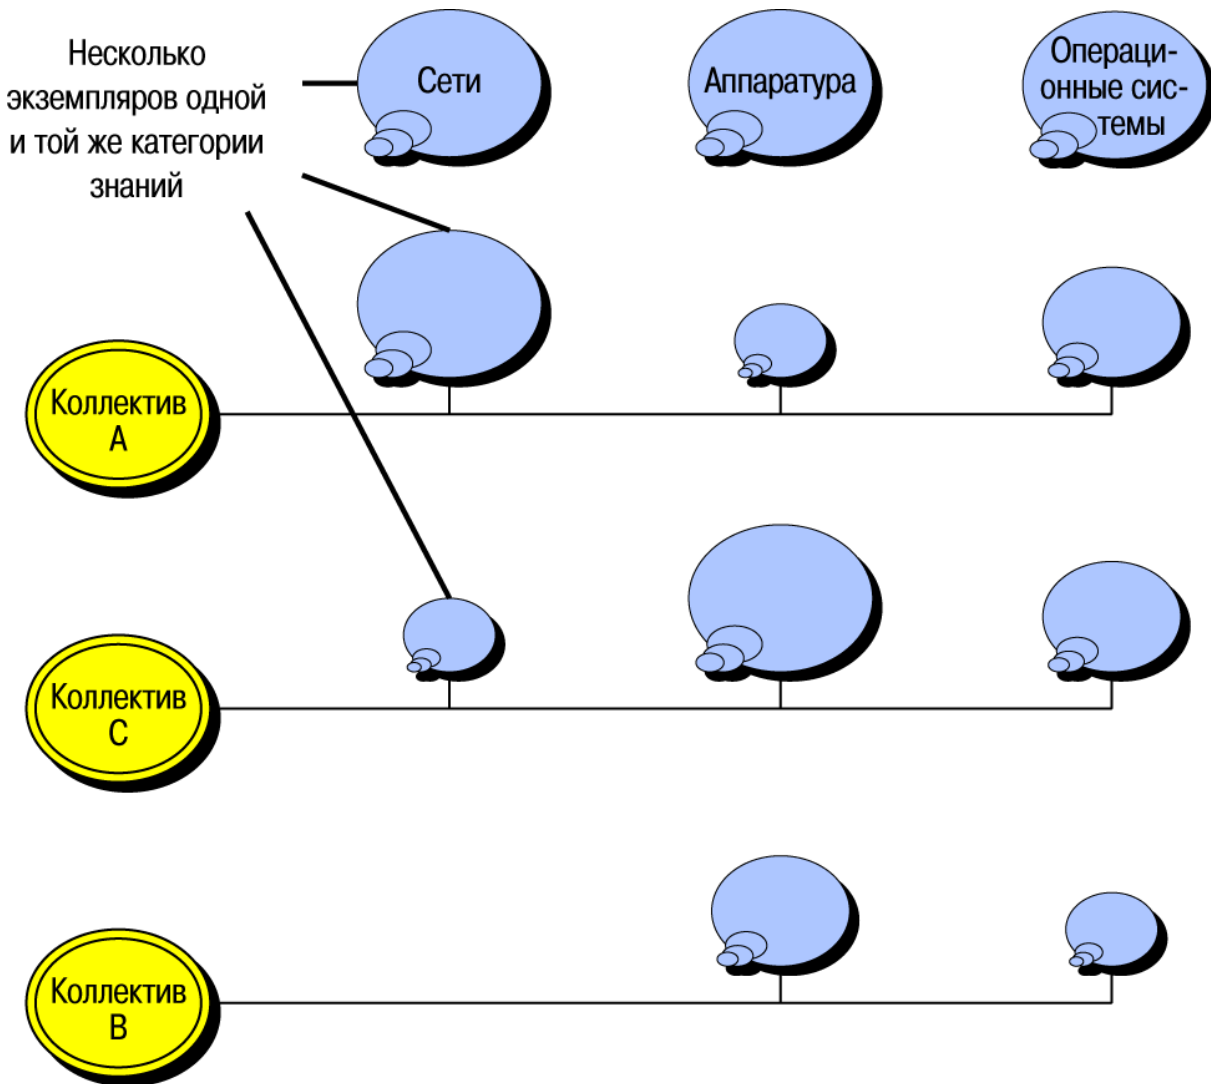 Несколько
экземпляров одной
и той же категории
знаний
Сети
Аппаратура
Операци-
онные сис-
темы
Коллектив
А
Коллектив
С
Коллектив
В